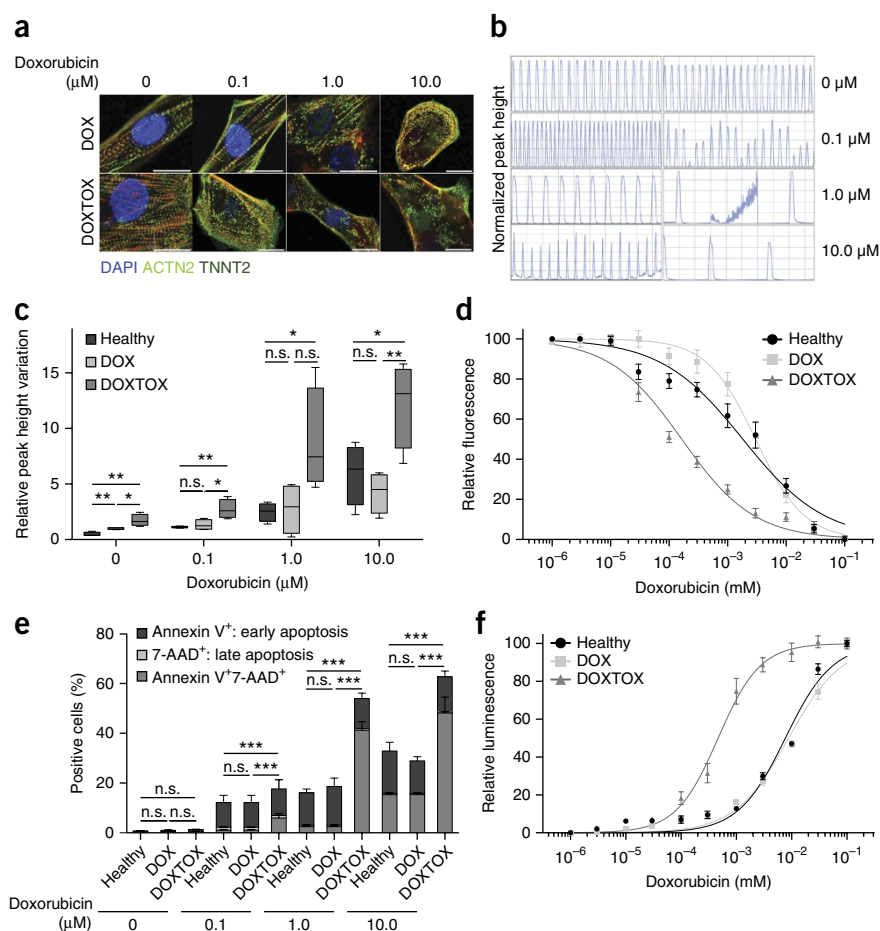 a
Doxorubicin
(μM) 0 0.1 1.0 10.0
DOX
DOXTOX
DAPI ACTN2 TNNT2
b
Normalized peak height
0 μM
0.1 μM
1.0 μM
10.0 μM
c
Relative peak height variation
15
10
5
0
Healthy
DOX
DOXTOX
** ** *
** n.s. *
* n.s. n.s.
* n.s. **
0 0.1 1.0 10.0
Doxorubicin (μM)
d
Relative fluorescence
100
80
60
40
20
0
Healthy
DOX
DOXTOX
10⁻⁶ 10⁻⁵ 10⁻⁴ 10⁻³ 10⁻² 10⁻¹
Doxorubicin (mM)
e
Positive cells (%)
80
60
40
20
0
Annexin V⁺: early apoptosis
7-AAD⁺: late apoptosis
Annexin V⁺7-AAD⁺
n.s.
n.s. n.s.
***
n.s. ***
***
n.s. ***
***
n.s. ***
Healthy DOX DOXTOX Healthy DOX DOXTOX Healthy DOX DOXTOX Healthy DOX DOXTOX
Doxorubicin
(μM) 0 0.1 1.0 10.0
f
Relative luminescence
100
80
60
40
20
0
Healthy
DOX
DOXTOX
10⁻⁶ 10⁻⁵ 10⁻⁴ 10⁻³ 10⁻² 10⁻¹
Doxorubicin (mM)